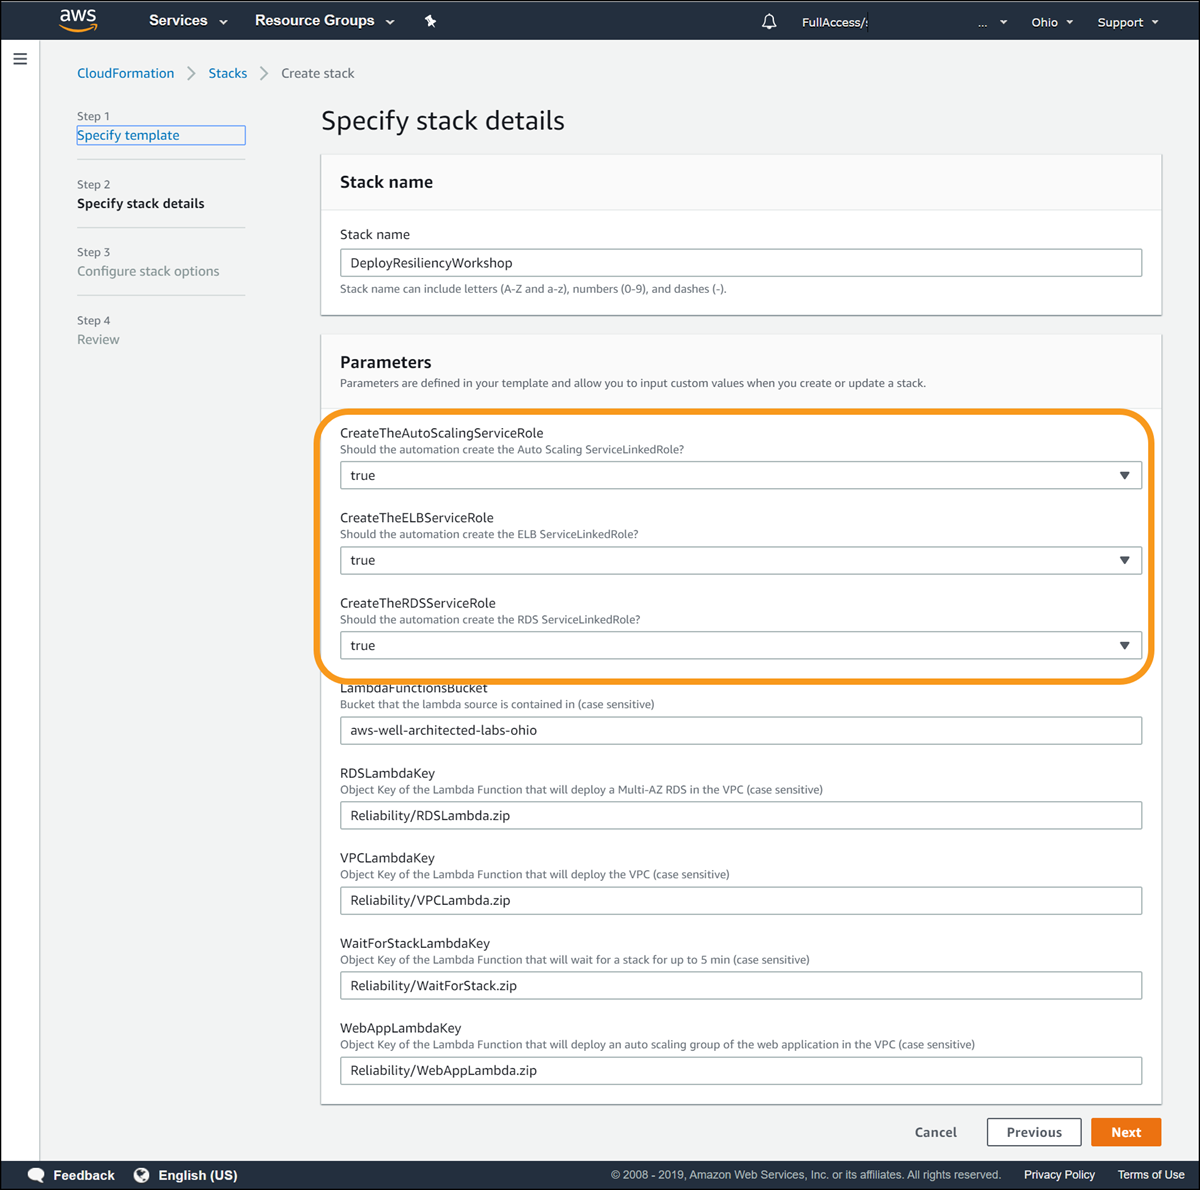 aws
Services
Resource Groups
FullAccess/
...
Ohio
Support
CloudFormation
Stacks
Create stack
Step 1
Specify template
Step 2
Specify stack details
Step 3
Configure stack options
Step 4
Review
Specify stack details
Stack name
Stack name
DeployResiliencyWorkshop
Stack name can include letters (A-Z and a-z), numbers (0-9), and dashes (-).
Parameters
Parameters are defined in your template and allow you to input custom values when you create or update a stack.
CreateTheAutoScalingServiceRole
Should the automation create the Auto Scaling ServiceLinkedRole?
true
CreateTheELBServiceRole
Should the automation create the ELB ServiceLinkedRole?
true
CreateTheRDSServiceRole
Should the automation create the RDS ServiceLinkedRole?
true
LambdaFunctionsBucket
Bucket that the lambda source is contained in (case sensitive)
aws-well-architected-labs-ohio
RDSLambdaKey
Object Key of the Lambda Function that will deploy a Multi-AZ RDS in the VPC (case sensitive)
Reliability/RDSLambda.zip
VPCLambdaKey
Object Key of the Lambda Function that will deploy the VPC (case sensitive)
Reliability/VPCLambda.zip
WaitForStackLambdaKey
Object Key of the Lambda Function that will wait for a stack for up to 5 min (case sensitive)
Reliability/WaitForStack.zip
WebAppLambdaKey
Object Key of the Lambda Function that will deploy an auto scaling group of the web application in the VPC (case sensitive)
Reliability/WebAppLambda.zip
Cancel
Previous
Next
Feedback
English (US)
© 2008 - 2019, Amazon Web Services, Inc. or its affiliates. All rights reserved.
Privacy Policy
Terms of Use